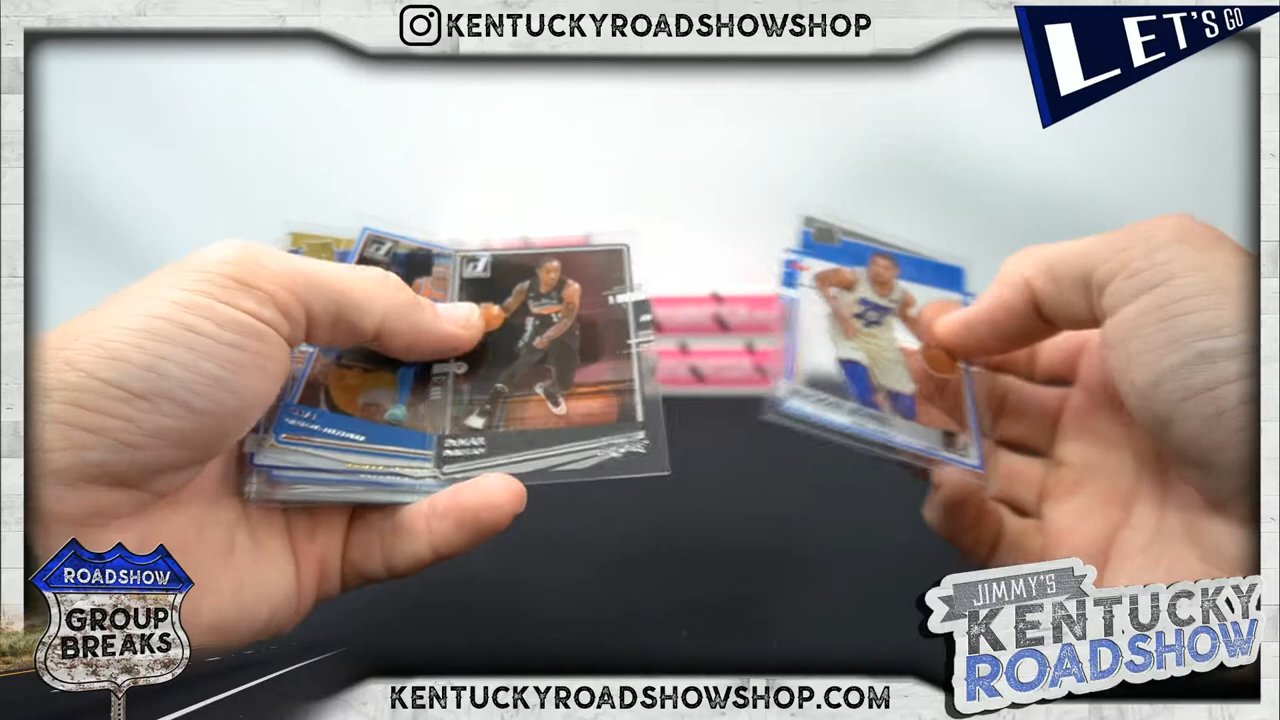 KENTUCKYROADSHOWSHOP
LET'S GO
ROADSHOW
GROUP
BREAKS
JIMMY'S
KENTUCKY
ROADSHOW
KENTUCKYROADSHOWSHOP.COM